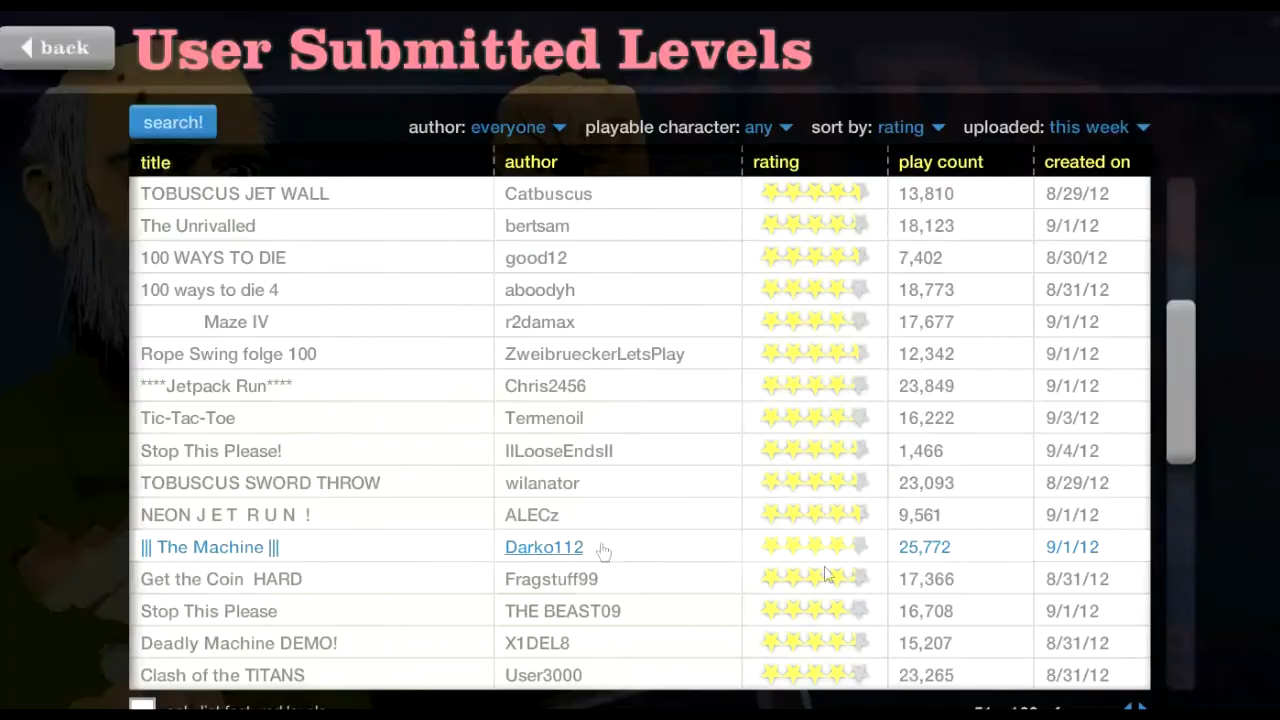 back
User Submitted Levels
search! author: everyone playable character: any sort by: rating uploaded: this week
title author rating play count created on
TOBUSCUS JET WALL Catbuscus 13,810 8/29/12
The Unrivalled bertsam 18,123 9/1/12
100 WAYS TO DIE good12 7,402 8/30/12
100 ways to die 4 aboodyh 18,773 8/31/12
Maze IV r2damax 17,677 9/1/12
Rope Swing folge 100 ZweibrueckerLetsPlay 12,342 9/1/12
****Jetpack Run**** Chris2456 23,849 9/1/12
Tic-Tac-Toe Termenoil 16,222 9/3/12
Stop This Please! IlLooseEndsIl 1,466 9/4/12
TOBUSCUS SWORD THROW wilanator 23,093 8/29/12
NEON J E T R U N ! ALECz 9,561 9/1/12
||| The Machine ||| Darko112 25,772 9/1/12
Get the Coin HARD Fragstuff99 17,366 8/31/12
Stop This Please THE BEAST09 16,708 9/1/12
Deadly Machine DEMO! X1DEL8 15,207 8/31/12
Clash of the TITANS User3000 23,265 8/31/12